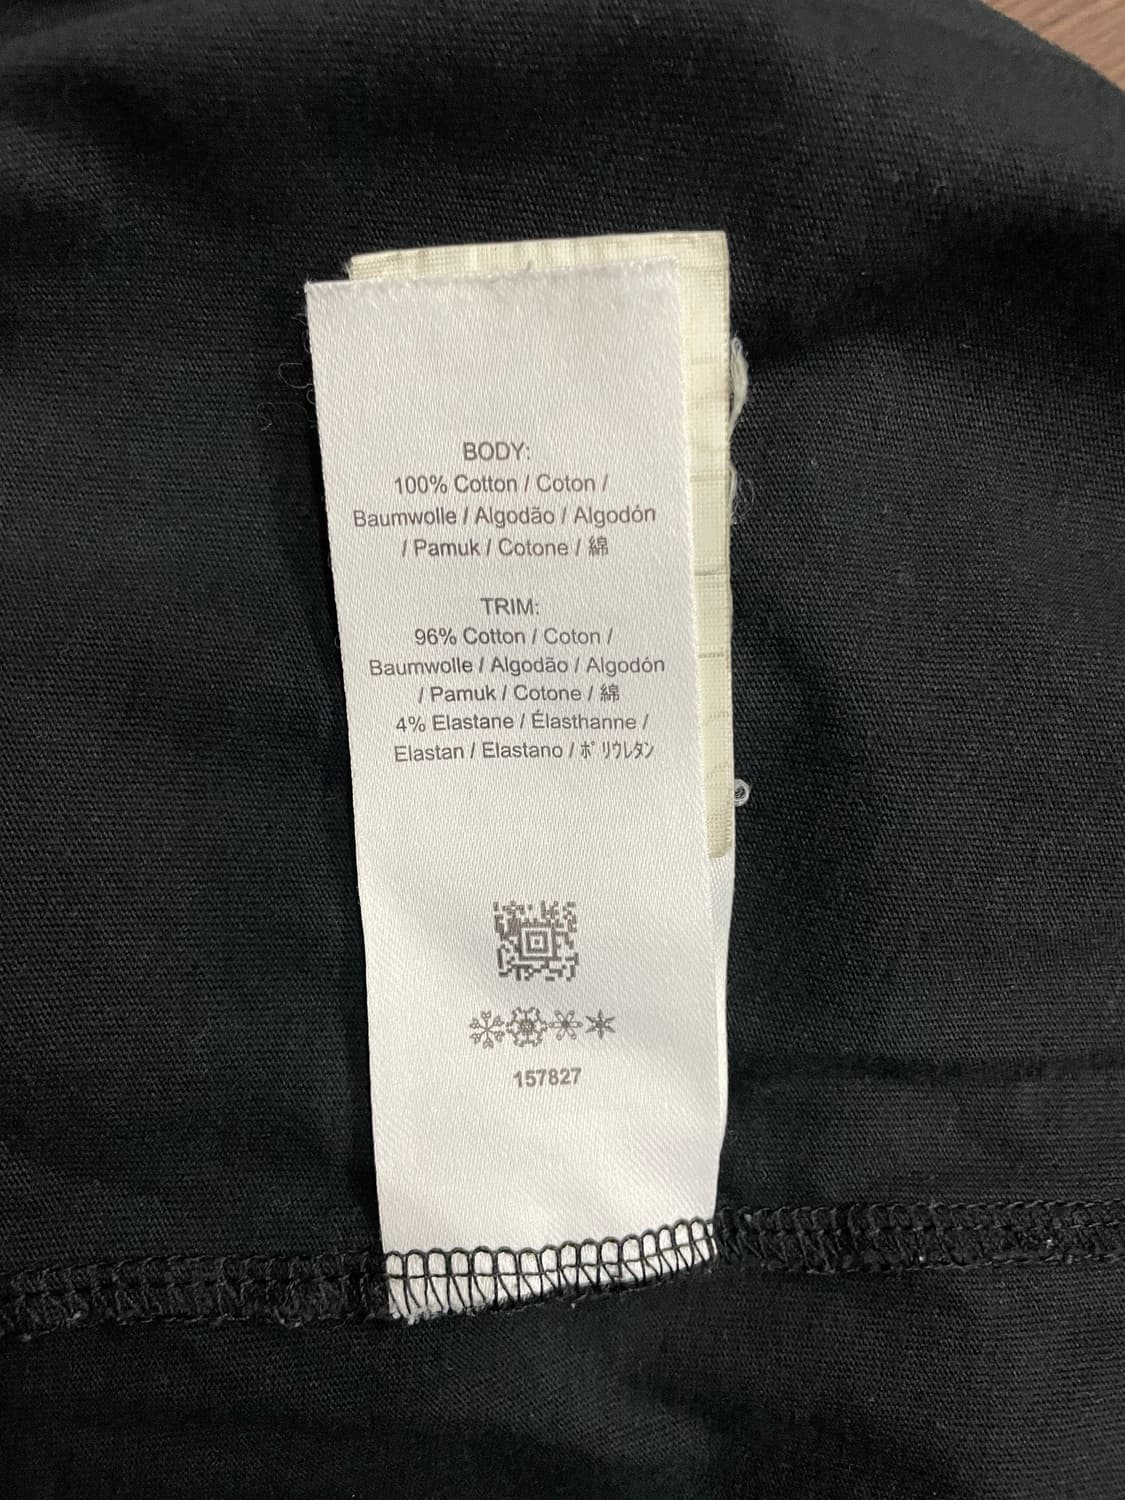 BODY:
100% Cotton / Coton /
Baumwolle / Algodão / Algodón
/ Pamuk / Cotone / 綿
TRIM:
96% Cotton / Coton /
Baumwolle / Algodão / Algodón
/ Pamuk / Cotone / 綿
4% Elastane / Élasthanne /
Elastan / Elastano / ﾎﾟﾘｳﾚﾀﾝ
157827